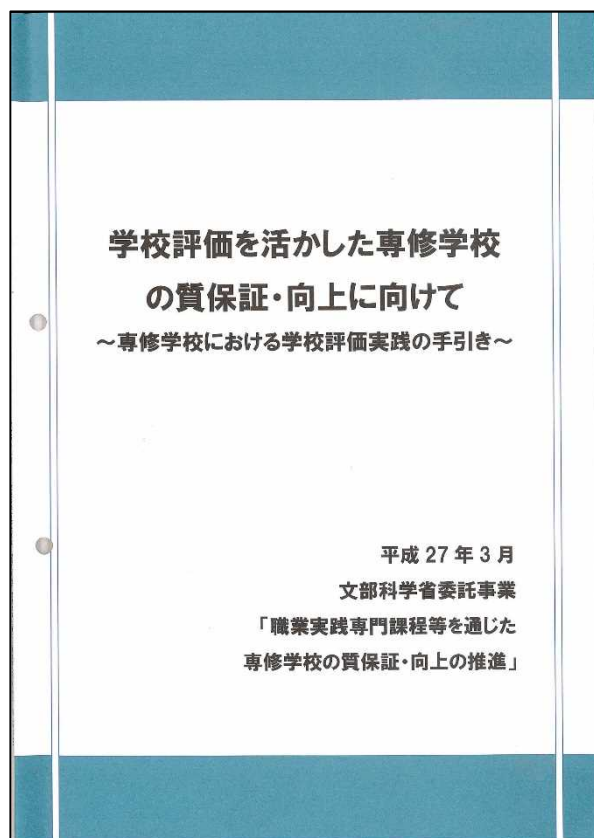 学校評価を活かした専修学校
の質保証・向上に向けて
～専修学校における学校評価実践の手引き～
平成 27 年 3 月
文部科学省委託事業
「職業実践専門課程等を通じた
専修学校の質保証・向上の推進」